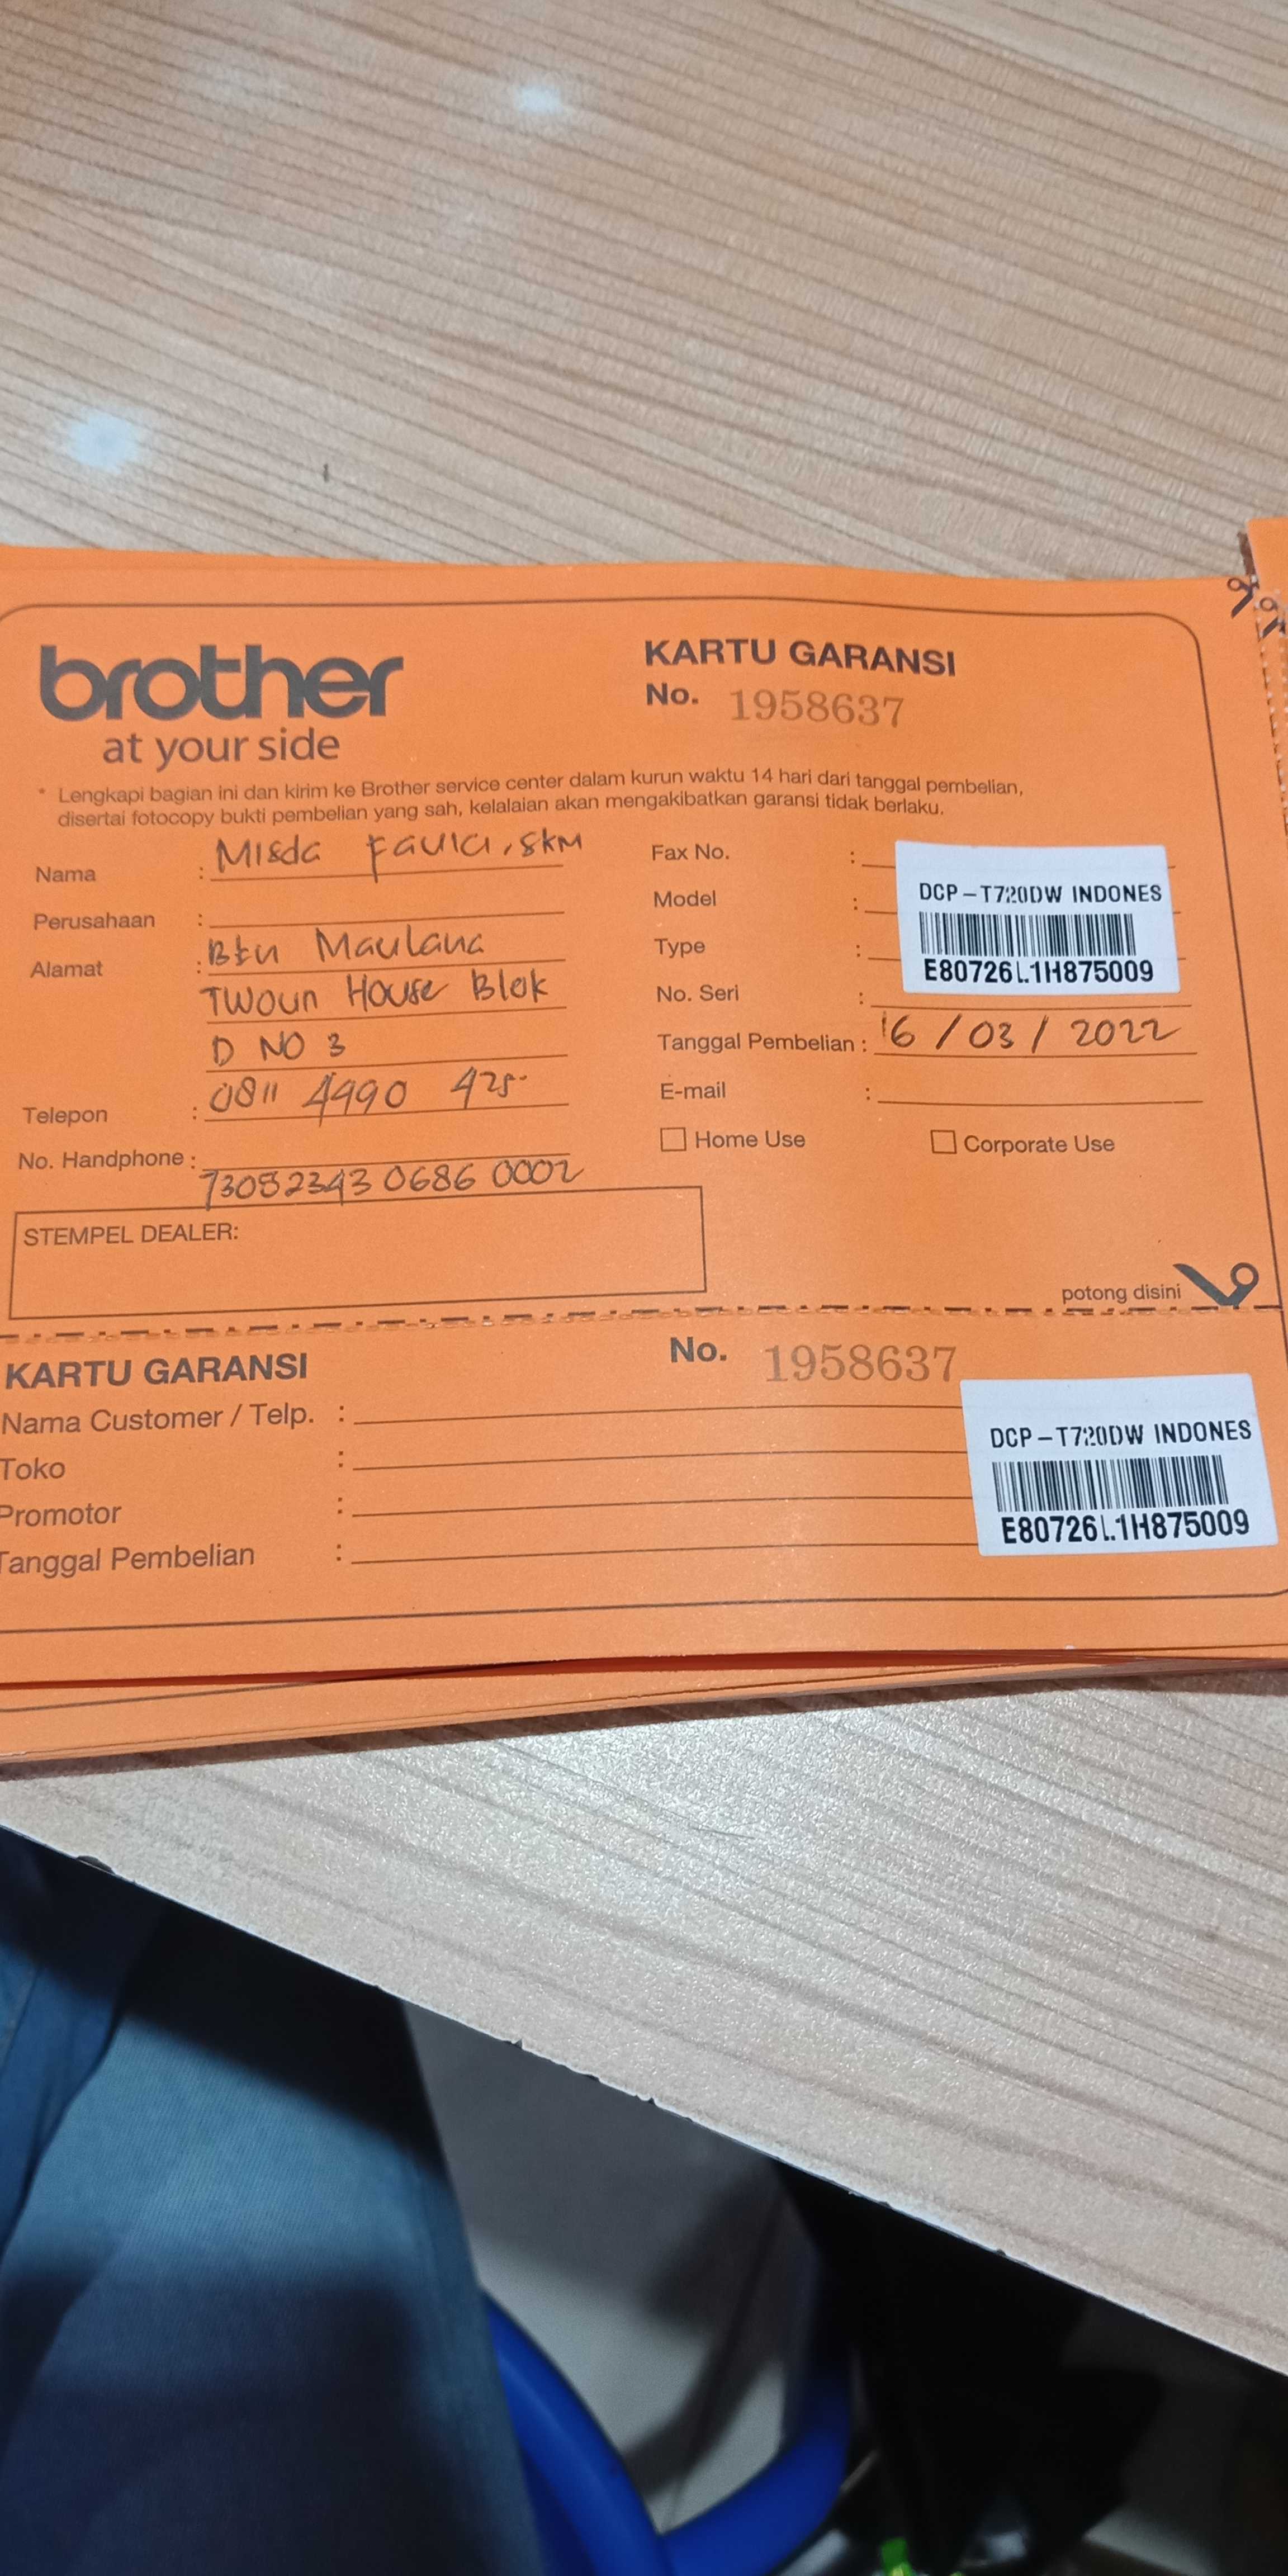 brother
at your side
KARTU GARANSI
No. 1958637
* Lengkapi bagian ini dan kirim ke Brother service center dalam kurun waktu 14 hari dari tanggal pembelian,
disertai fotocopy bukti pembelian yang sah, kelalaian akan mengakibatkan garansi tidak berlaku.
Nama : Misda Faula, SKM
Perusahaan :
Alamat : Btn Maulana
Twoun House Blok
D NO 3
Telepon : 0811 4490 425
No. Handphone :
73082343 0686 0002
STEMPEL DEALER:
Fax No. :
Model :
Type :
No. Seri :
DCP-T720DW INDONES
E80726L1H875009
Tanggal Pembelian : 16 / 03 / 2022
E-mail :
Home Use Corporate Use
potong disini
KARTU GARANSI No. 1958637
Nama Customer / Telp. :
Toko :
Promotor :
Tanggal Pembelian :
DCP-T720DW INDONES
E80726L1H875009